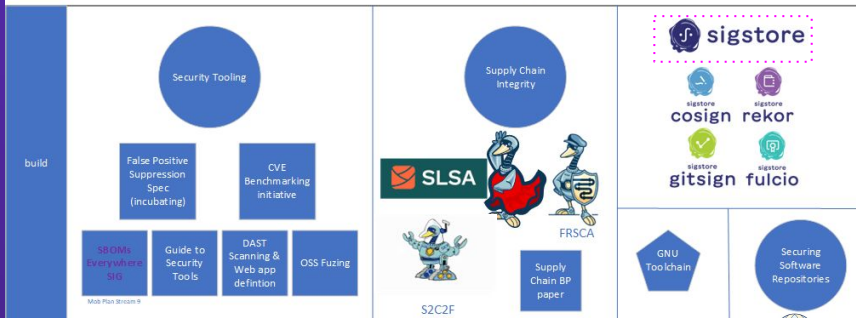 build
Security Tooling
False Positive
Suppression
Spec
(incubating)
CVE
Benchmarking
initiative
SBOMs
Everywhere
SIG
Guide to
Security
Tools
DAST
Scanning &
Web app
defintion
OSS Fuzing
Mob Plan Stream 9
Supply Chain
Integrity
SLSA
FRSCA
S2C2F
Supply
Chain BP
paper
sigstore
sigstore
cosign
sigstore
rekor
sigstore
gitsign
sigstore
fulcio
GNU
Toolchain
Securing
Software
Repositories